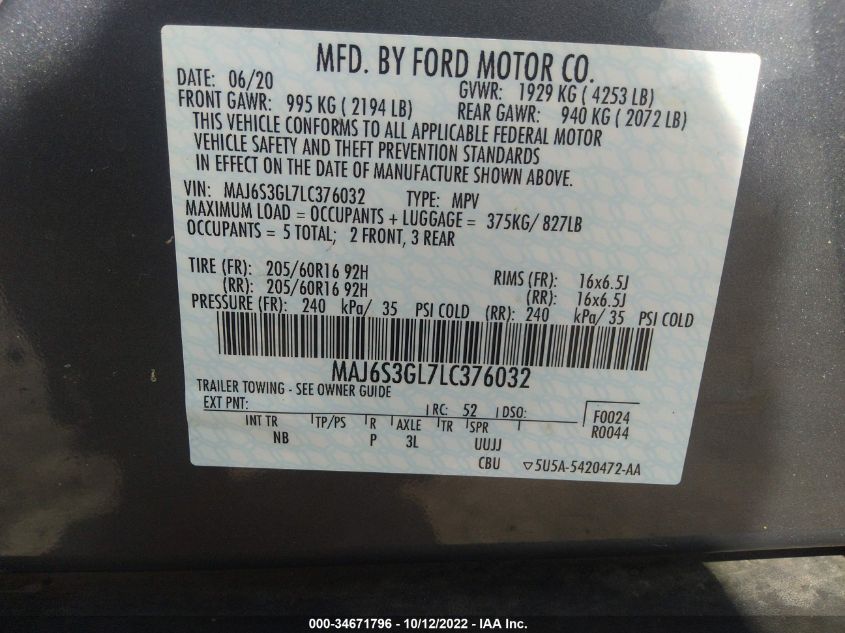 MFD. BY FORD MOTOR CO.
DATE: 06/20 GVWR: 1929 KG ( 4253 LB)
FRONT GAWR: 995 KG ( 2194 LB) REAR GAWR: 940 KG ( 2072 LB)
THIS VEHICLE CONFORMS TO ALL APPLICABLE FEDERAL MOTOR
VEHICLE SAFETY AND THEFT PREVENTION STANDARDS
IN EFFECT ON THE DATE OF MANUFACTURE SHOWN ABOVE.
VIN: MAJ6S3GL7LC376032 TYPE: MPV
MAXIMUM LOAD = OCCUPANTS + LUGGAGE = 375KG/ 827LB
OCCUPANTS = 5 TOTAL; 2 FRONT, 3 REAR
TIRE (FR): 205/60R16 92H RIMS (FR): 16x6.5J
(RR): 205/60R16 92H (RR): 16x6.5J
PRESSURE (FR): 240 kPa/ 35 PSI COLD (RR): 240 kPa/ 35 PSI COLD
MAJ6S3GL7LC376032
TRAILER TOWING - SEE OWNER GUIDE
EXT PNT: RC: 52 DSO: F0024
INT TR TP/PS R AXLE TR SPR R0044
NB P 3L UUJJ
CBU ▽5U5A-5420472-AA
000-34671796 - 10/12/2022 - IAA Inc.